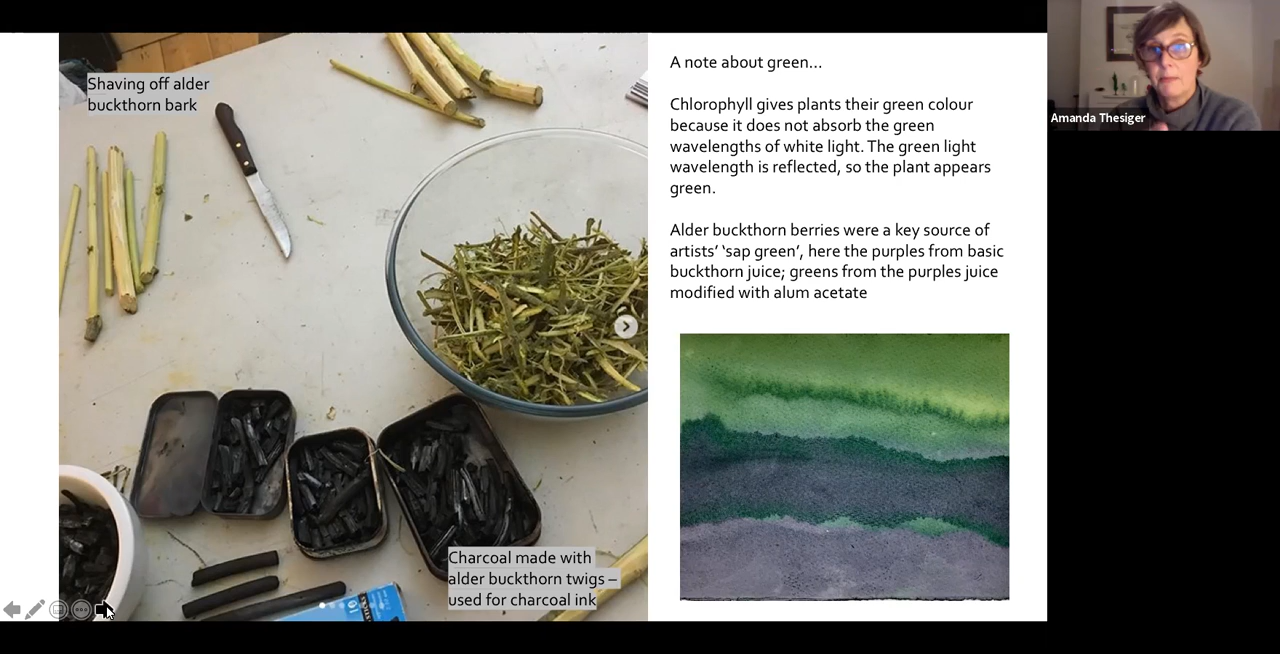 Shaving off alder
buckthorn bark
Charcoal made with
alder buckthorn twigs –
used for charcoal ink
A note about green...
Chlorophyll gives plants their green colour
because it does not absorb the green
wavelengths of white light. The green light
wavelength is reflected, so the plant appears
green.
Alder buckthorn berries were a key source of
artists’ ‘sap green’, here the purples from basic
buckthorn juice; greens from the purples juice
modified with alum acetate
Amanda Thesiger